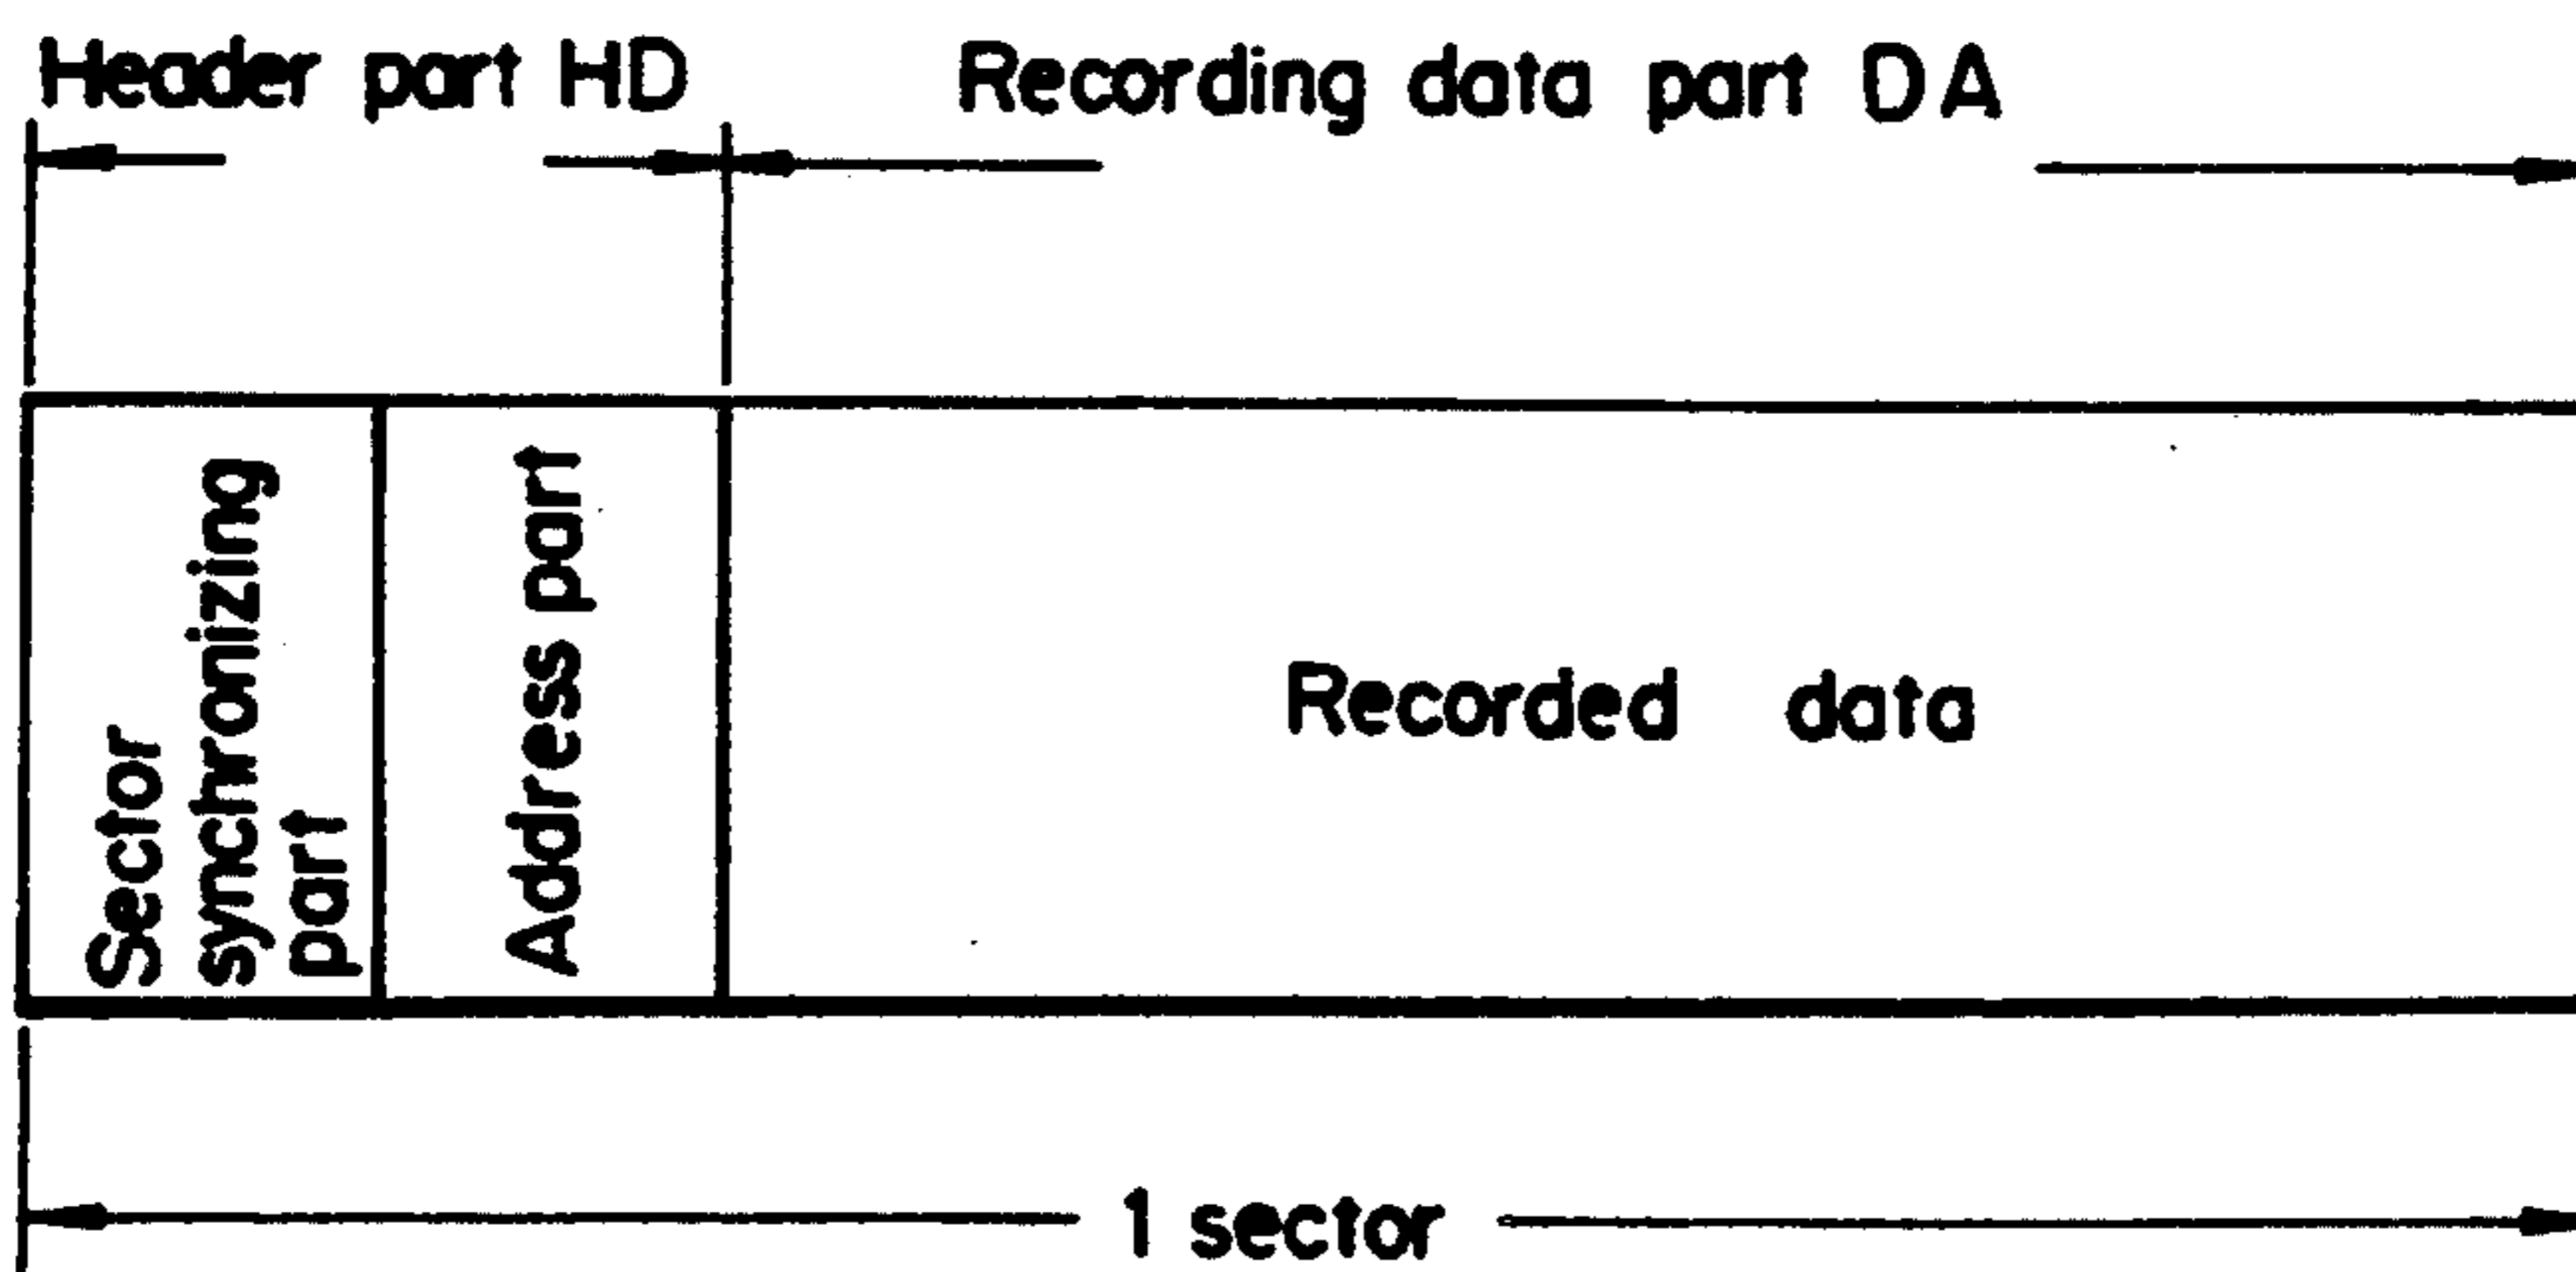 Header part HD
Recording data part DA
Sector
synchronizing
part
Address part
Recorded data
1 sector